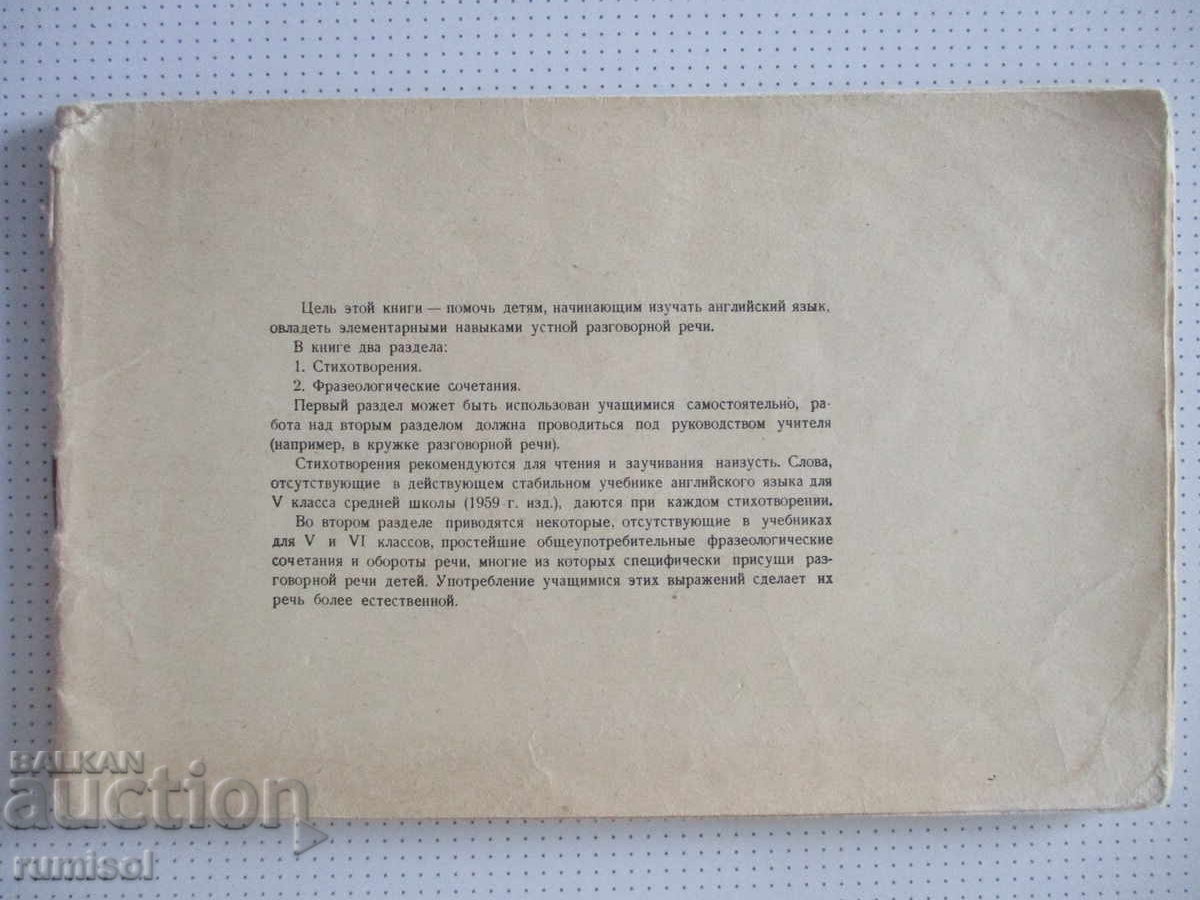 Цель этой книги — помочь детям, начинающим изучать английский язык,
овладеть элементарными навыками устной разговорной речи.
В книге два раздела:
1. Стихотворения.
2. Фразеологические сочетания.
Первый раздел может быть использован учащимися самостоятельно, ра-
бота над вторым разделом должна проводиться под руководством учителя
(например, в кружке разговорной речи).
Стихотворения рекомендуются для чтения и заучивания наизусть. Слова,
отсутствующие в действующем стабильном учебнике английского языка для
V класса средней школы (1959 г. изд.), даются при каждом стихотворении.
Во втором разделе приводятся некоторые, отсутствующие в учебниках
для V и VI классов, простейшие общеупотребительные фразеологические
сочетания и обороты речи, многие из которых специфически присущи раз-
говорной речи детей. Употребление учащимися этих выражений сделает их
речь более естественной.
BALKAN
auction
rumisol